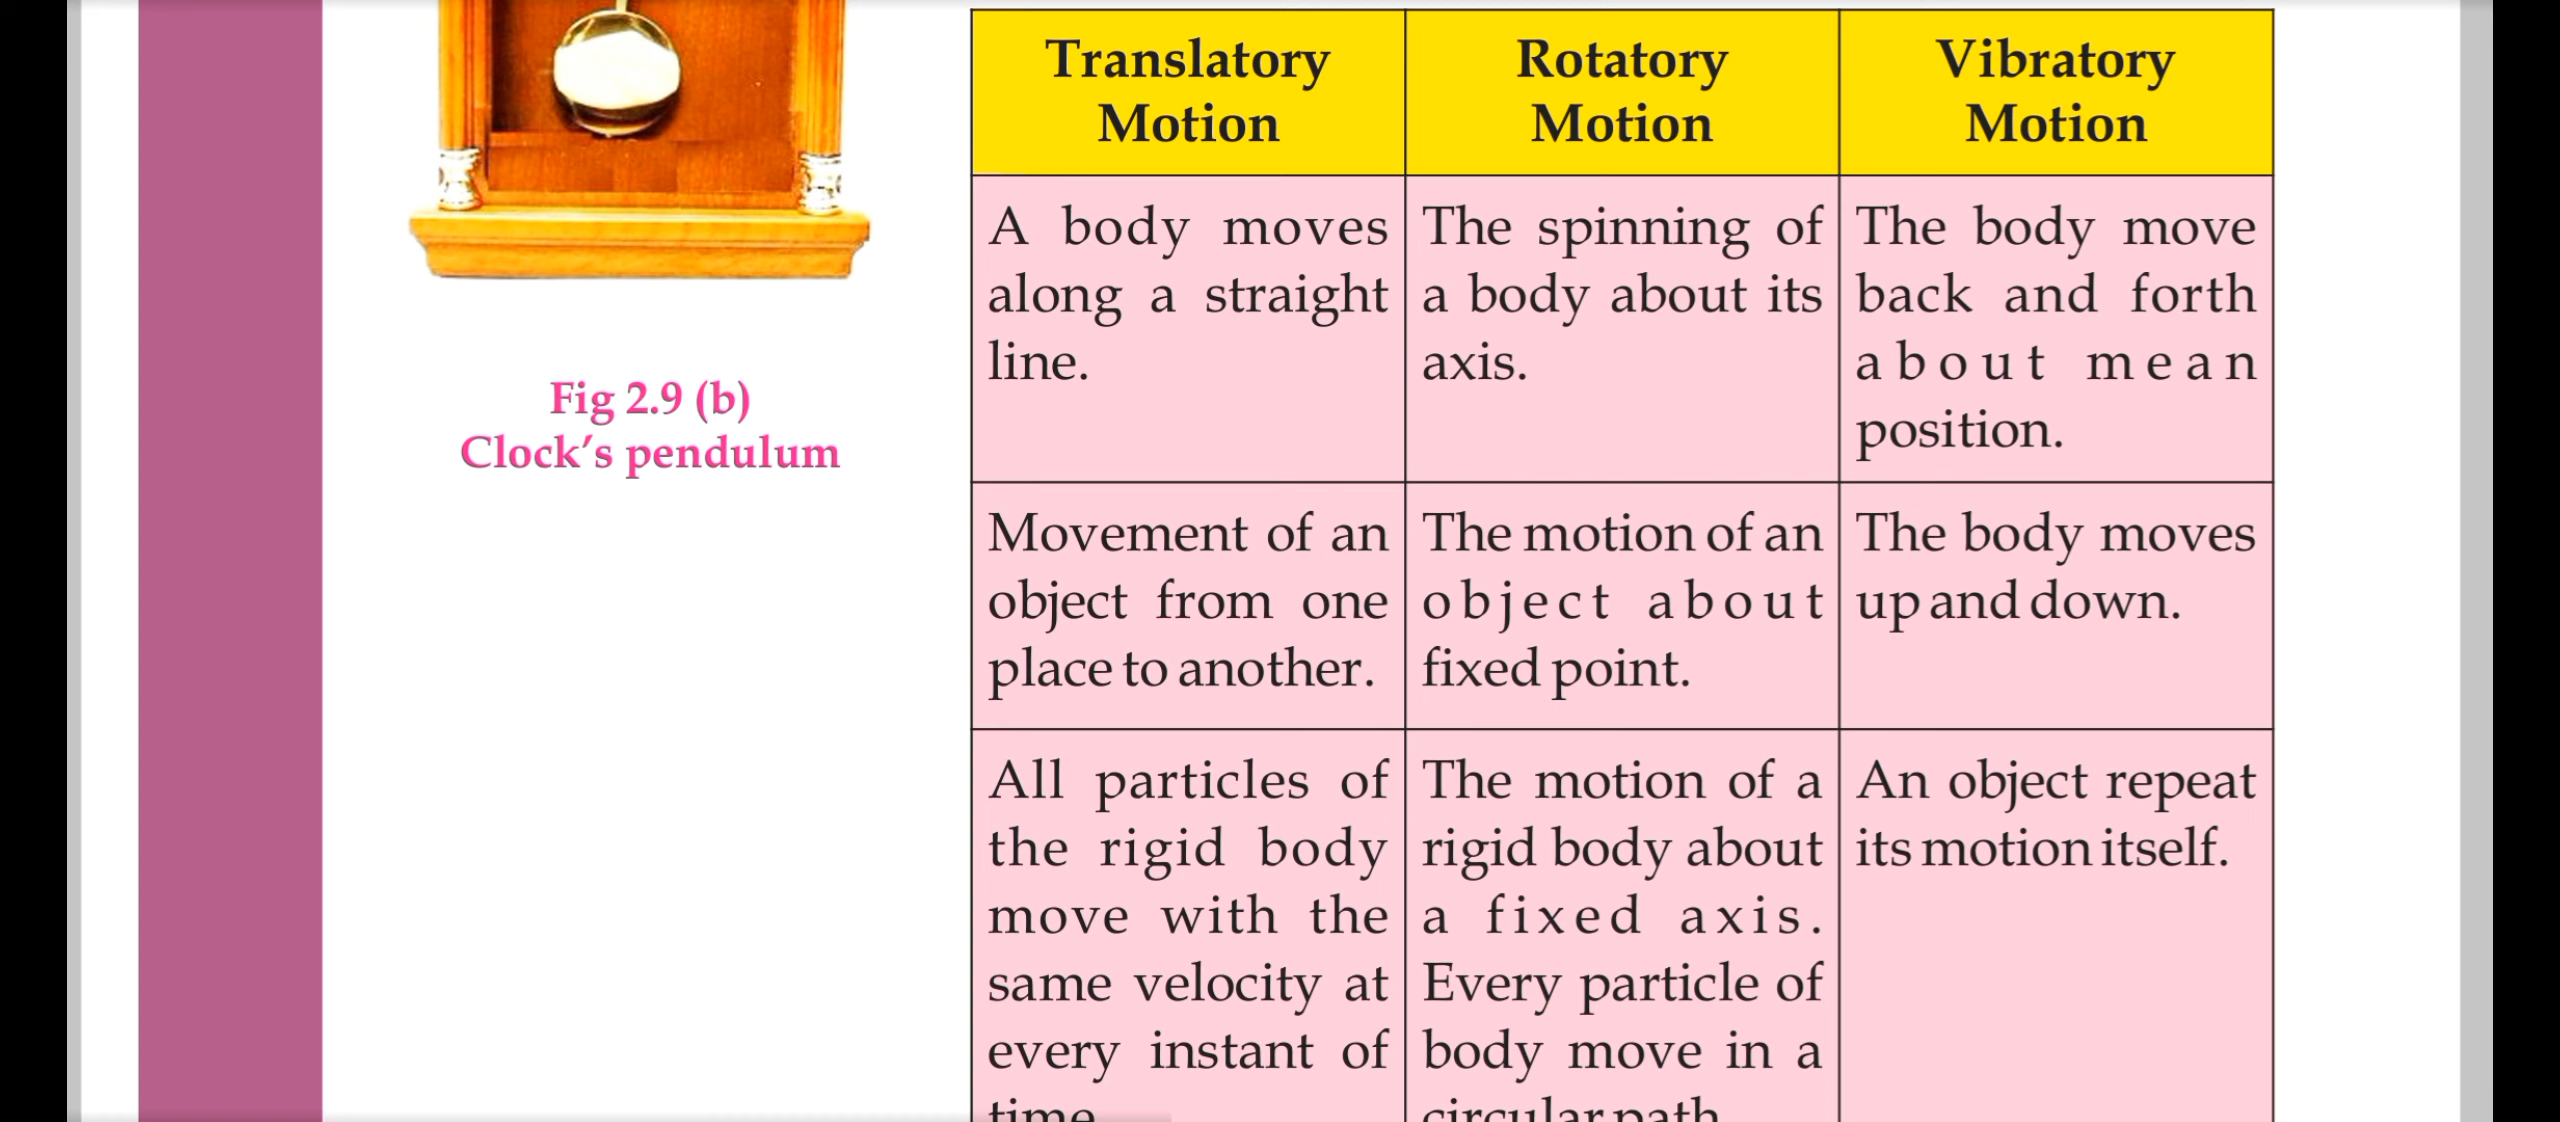 Fig 2.9 (b)
Clock’s pendulum
Translatory
Motion
Rotatory
Motion
Vibratory
Motion
A body moves
along a straight
line.
The spinning of
a body about its
axis.
The body move
back and forth
about mean
position.
Movement of an
object from one
place to another.
The motion of an
object about
fixed point.
The body moves
up and down.
All particles of
the rigid body
move with the
same velocity at
every instant of
time
The motion of a
rigid body about
a fixed axis.
Every particle of
body move in a
circular path
An object repeat
its motion itself.